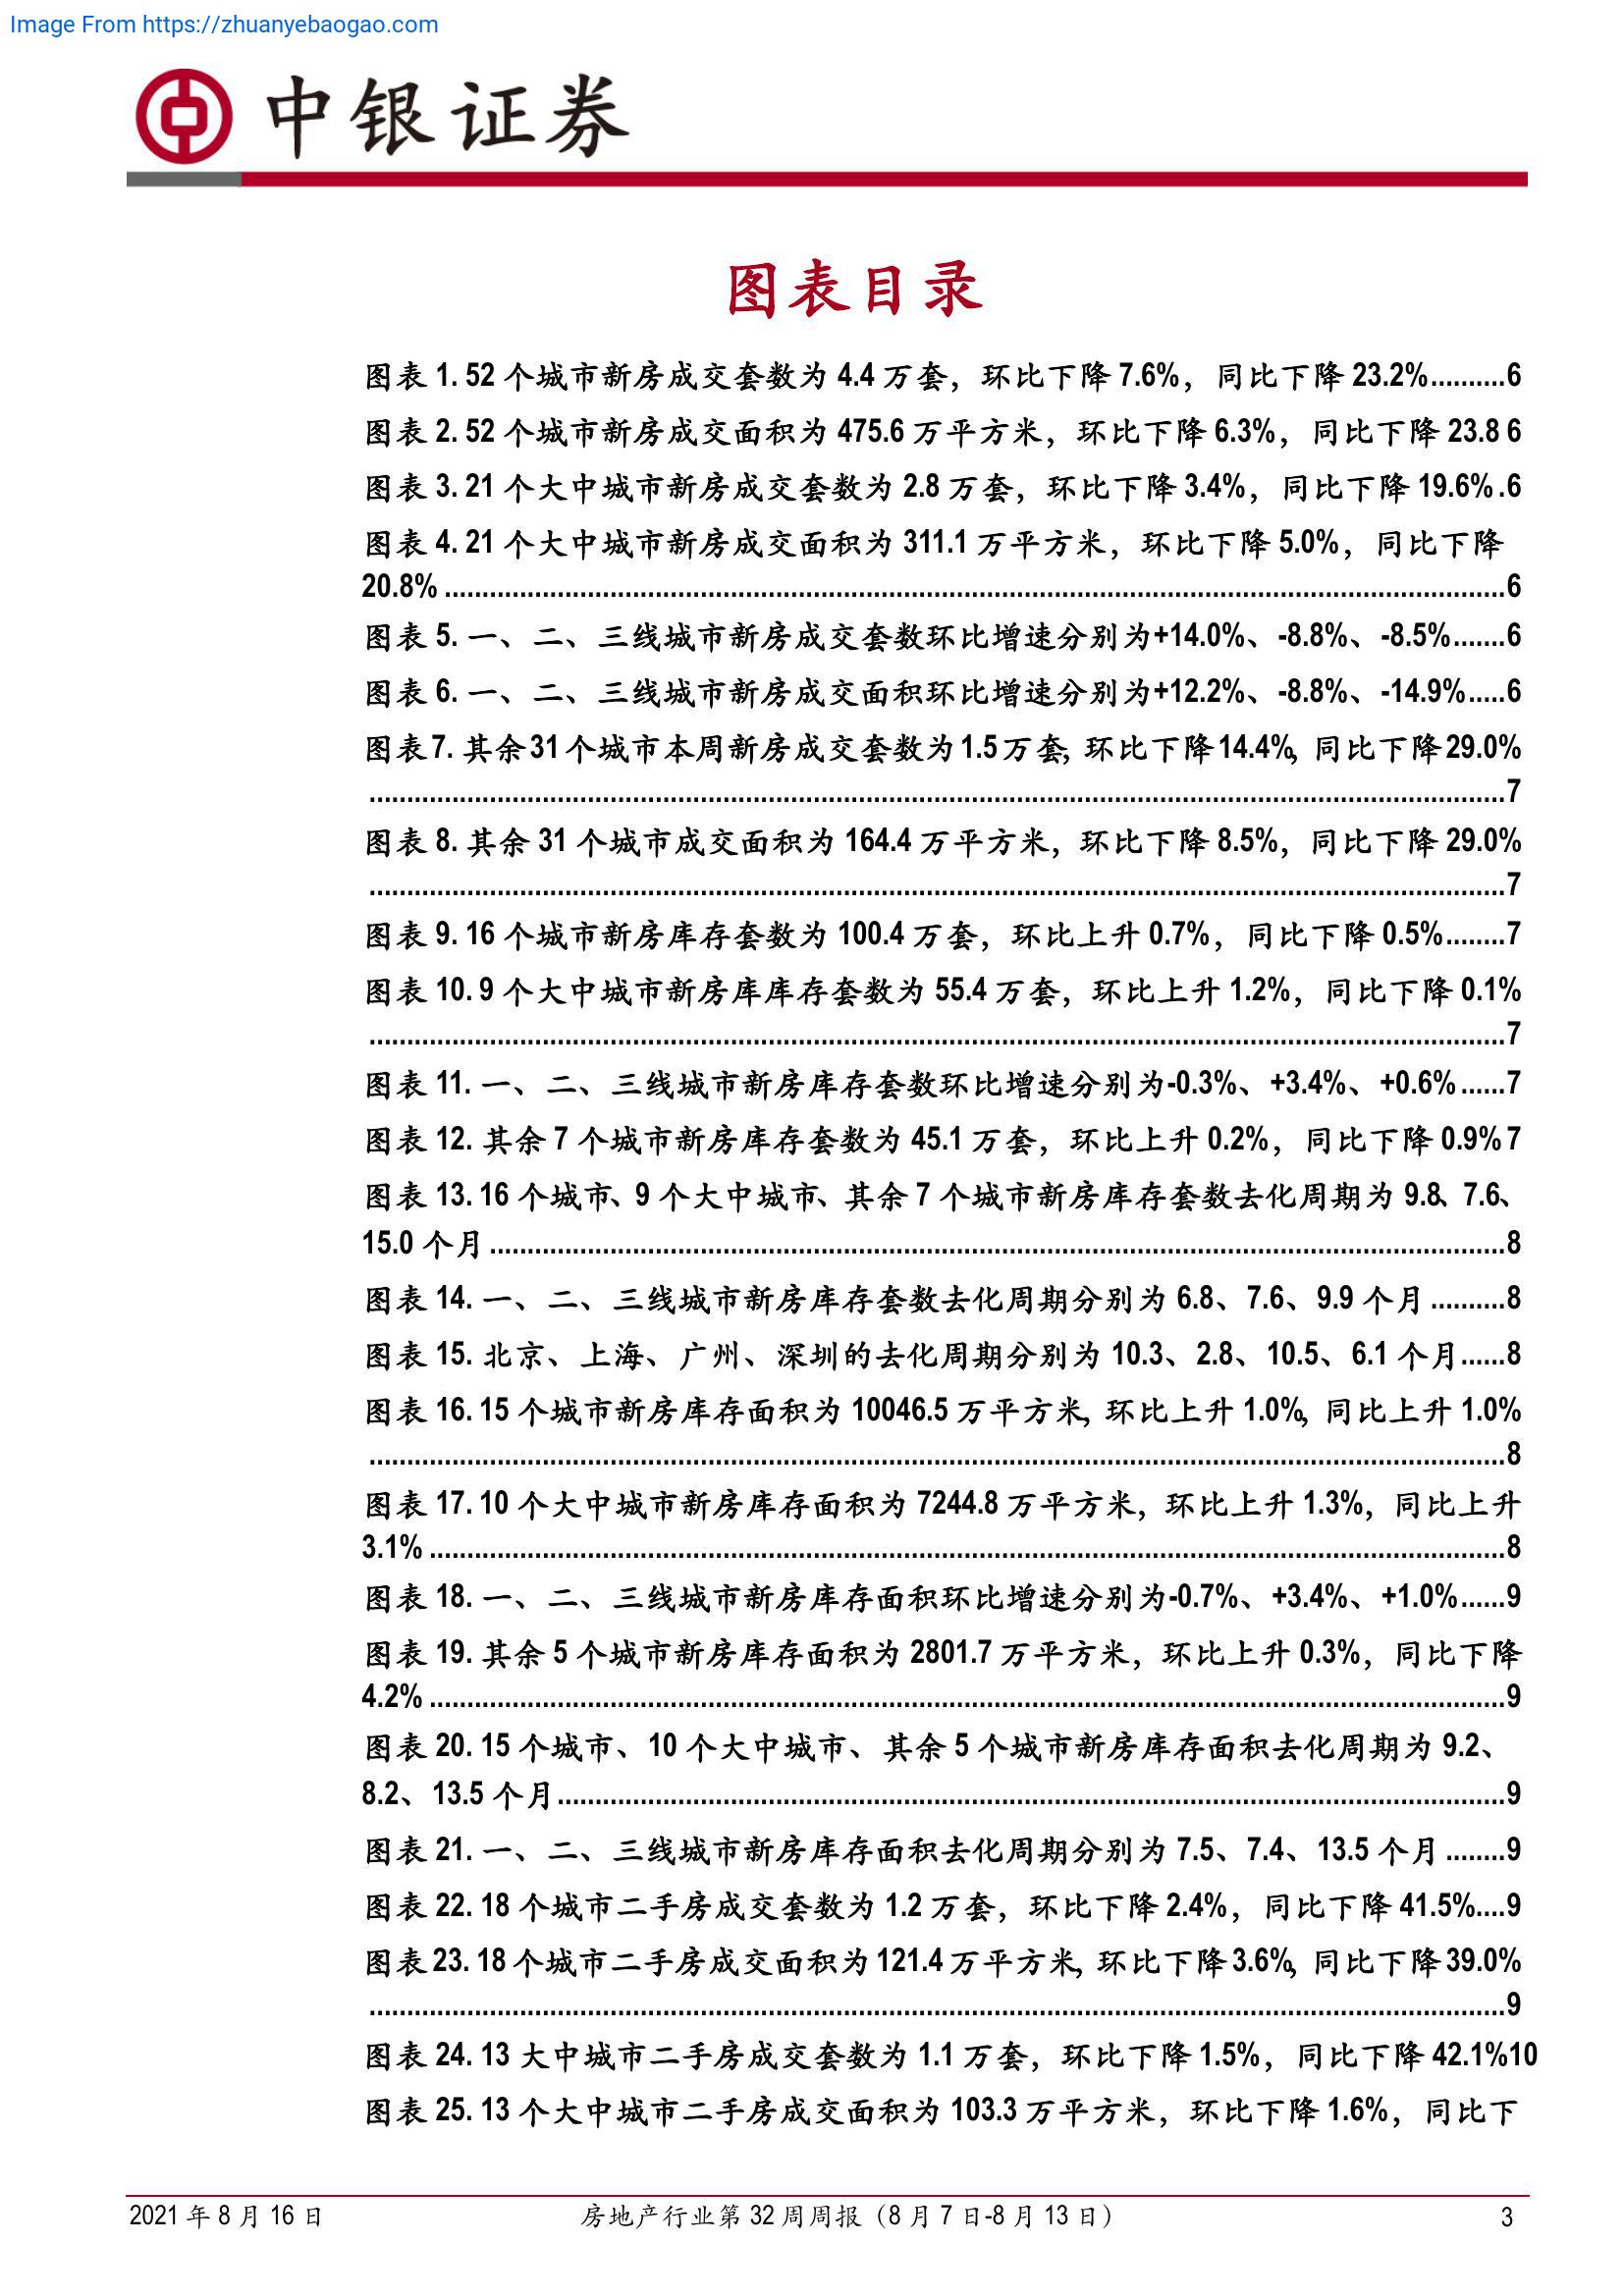 Image From https://zhuanyebaogao.com
中银证券
图表目录
图表 1. 52 个城市新房成交套数为 4.4 万套，环比下降 7.6%，同比下降 23.2%..........6
图表 2. 52 个城市新房成交面积为 475.6 万平方米，环比下降 6.3%，同比下降 23.8 6
图表 3. 21 个大中城市新房成交套数为 2.8 万套，环比下降 3.4%，同比下降 19.6%.6
图表 4. 21 个大中城市新房成交面积为 311.1 万平方米，环比下降 5.0%，同比下降
20.8% ................................................................................6
图表 5. 一、二、三线城市新房成交套数环比增速分别为+14.0%、-8.8%、-8.5%.......6
图表 6. 一、二、三线城市新房成交面积环比增速分别为+12.2%、-8.8%、-14.9%.....6
图表 7. 其余 31 个城市本周新房成交套数为 1.5 万套，环比下降 14.4%，同比下降 29.0%
................................................................................7
图表 8. 其余 31 个城市成交面积为 164.4 万平方米，环比下降 8.5%，同比下降 29.0%
................................................................................7
图表 9. 16 个城市新房库存套数为 100.4 万套，环比上升 0.7%，同比下降 0.5%........7
图表 10. 9 个大中城市新房库库存套数为 55.4 万套，环比上升 1.2%，同比下降 0.1%
................................................................................7
图表 11. 一、二、三线城市新房库存套数环比增速分别为-0.3%、+3.4%、+0.6% ......7
图表 12. 其余 7 个城市新房库存套数为 45.1 万套，环比上升 0.2%，同比下降 0.9% 7
图表 13. 16 个城市、9 个大中城市、其余 7 个城市新房库存套数去化周期为 9.8、7.6、
15.0 个月 ................................................................................8
图表 14. 一、二、三线城市新房库存套数去化周期分别为 6.8、7.6、9.9 个月 ..........8
图表 15. 北京、上海、广州、深圳的去化周期分别为 10.3、2.8、10.5、6.1 个月......8
图表 16. 15 个城市新房库存面积为 10046.5 万平方米，环比上升 1.0%，同比上升 1.0%
................................................................................8
图表 17. 10 个大中城市新房库存面积为 7244.8 万平方米，环比上升 1.3%，同比上升
3.1% ................................................................................8
图表 18. 一、二、三线城市新房库存面积环比增速分别为-0.7%、+3.4%、+1.0%......9
图表 19. 其余 5 个城市新房库存面积为 2801.7 万平方米，环比上升 0.3%，同比下降
4.2% ................................................................................9
图表 20. 15 个城市、10 个大中城市、其余 5 个城市新房库存面积去化周期为 9.2、
8.2、13.5 个月................................................................................9
图表 21. 一、二、三线城市新房库存面积去化周期分别为 7.5、7.4、13.5 个月 ........9
图表 22. 18 个城市二手房成交套数为 1.2 万套，环比下降 2.4%，同比下降 41.5%....9
图表 23. 18 个城市二手房成交面积为 121.4 万平方米，环比下降 3.6%，同比下降 39.0%
................................................................................9
图表 24. 13 大中城市二手房成交套数为 1.1 万套，环比下降 1.5%，同比下降 42.1%10
图表 25. 13 个大中城市二手房成交面积为 103.3 万平方米，环比下降 1.6%，同比下
2021 年 8 月 16 日 房地产行业第 32 周周报（8 月 7 日-8 月 13 日） 3